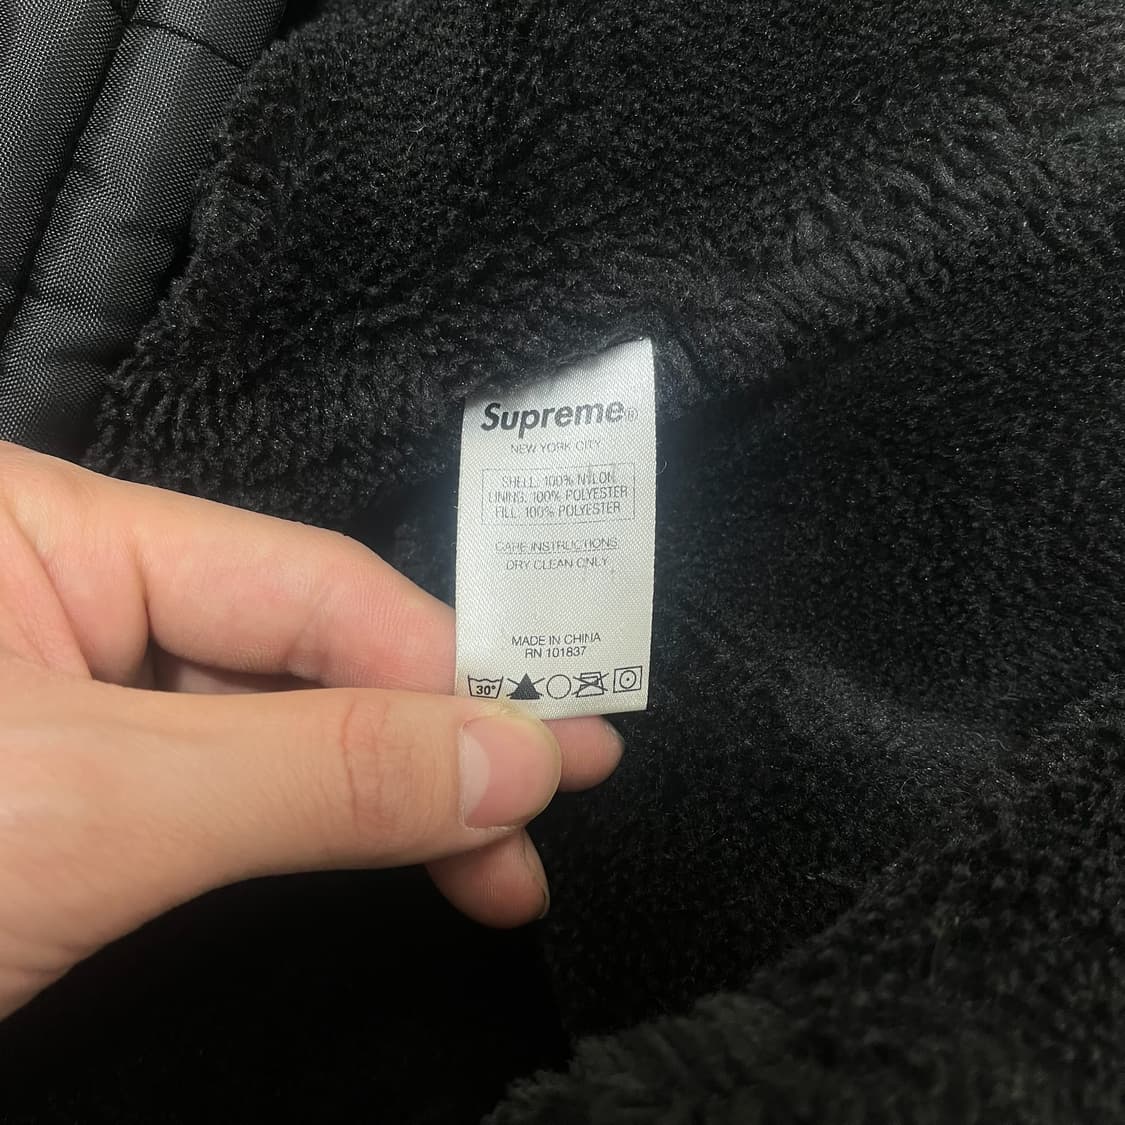 Supreme®
NEW YORK CITY
SHELL: 100% NYLON
LINING: 100% POLYESTER
FILL: 100% POLYESTER
CARE INSTRUCTIONS
DRY CLEAN ONLY
MADE IN CHINA
RN 101837
30°